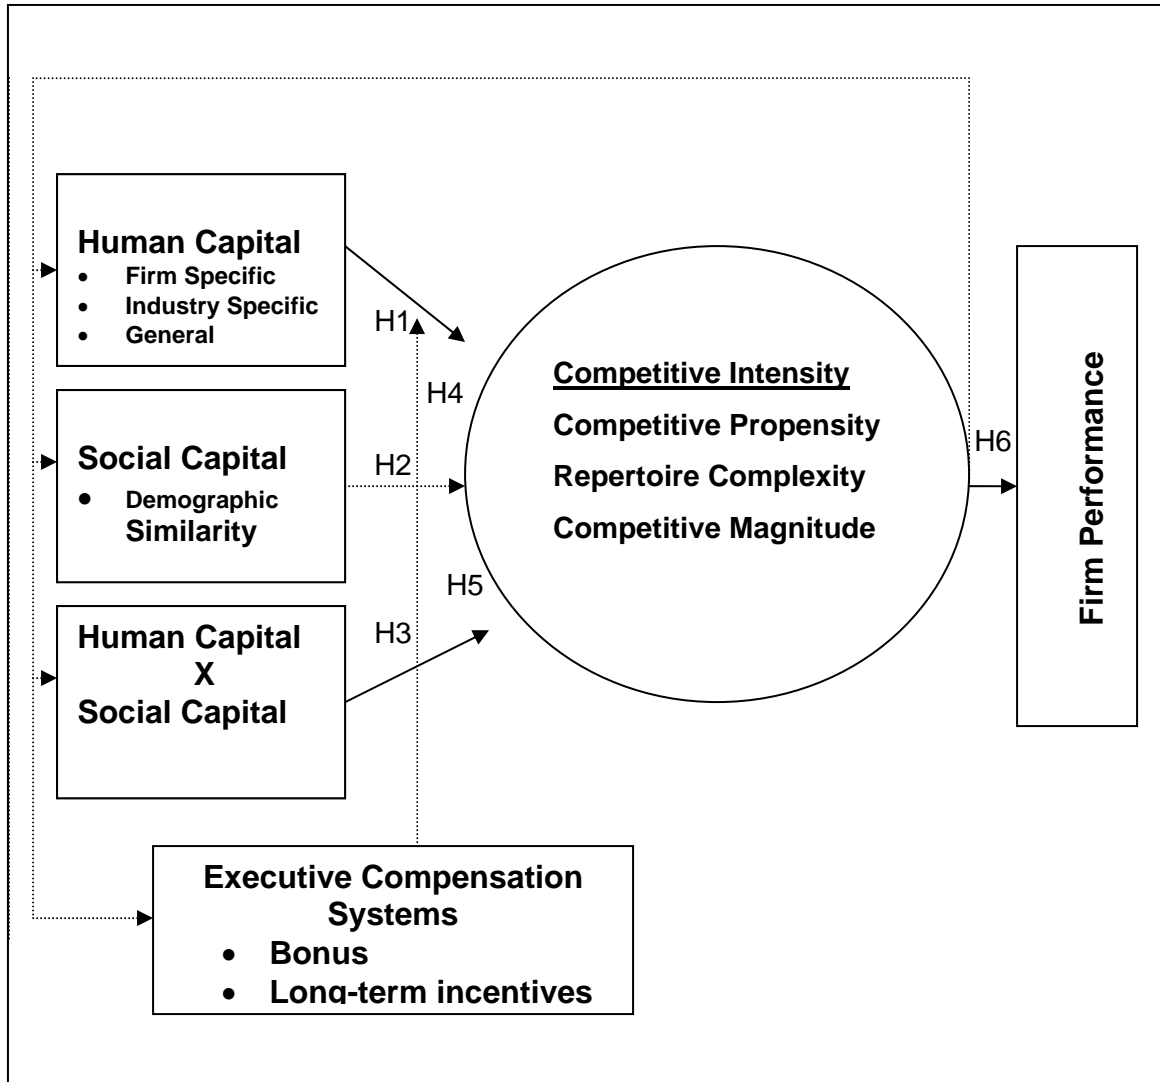 Human Capital
• Firm Specific
• Industry Specific
• General
H1
H4
Social Capital
• Demographic
Similarity
H2
Human Capital
X
Social Capital
H3
H5
Competitive Intensity
Competitive Propensity
Repertoire Complexity
Competitive Magnitude
H6
Firm Performance
Executive Compensation
Systems
• Bonus
• Long-term incentives